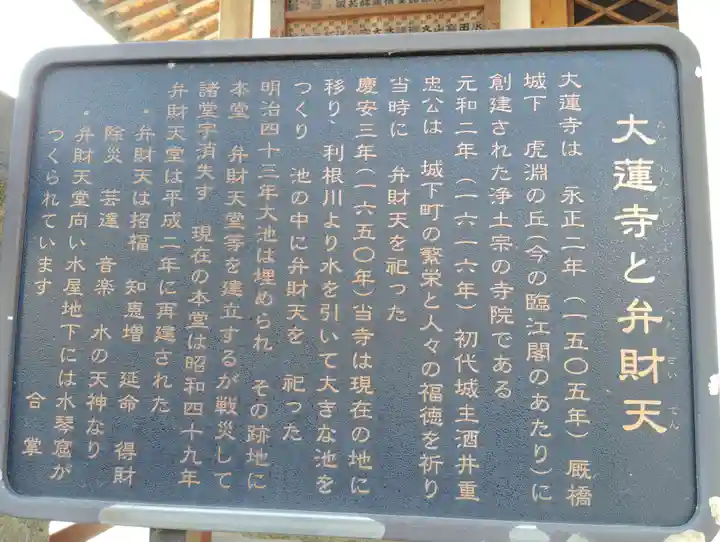 大蓮寺と弁財天
大蓮寺は 永正二年(一五〇五年)厩橋
城下 虎淵の丘(今の臨江閣のあたり)に
創建された浄土宗の寺院である
元和二年(一六一六年)初代城主酒井重
忠公は 城下町の繁栄と人々の福徳を祈り
当時に 弁財天を祀った
慶安三年(一六五〇年)当寺は現在の地に
移り、利根川より水を引いて大きな池を
つくり 池の中に弁財天を 祀った
明治四十三年大池は埋められ その跡地に
本堂 弁財天堂等を建立するが戦災して
諸堂宇消失す 現在の本堂は昭和四十九年
弁財天堂は平成二年に再建された
・弁財天は招福 知恵増 延命 得財
除災 芸達 音楽 水の天神なり
・弁財天堂向い水屋地下には水琴窟が
つくられています
合掌